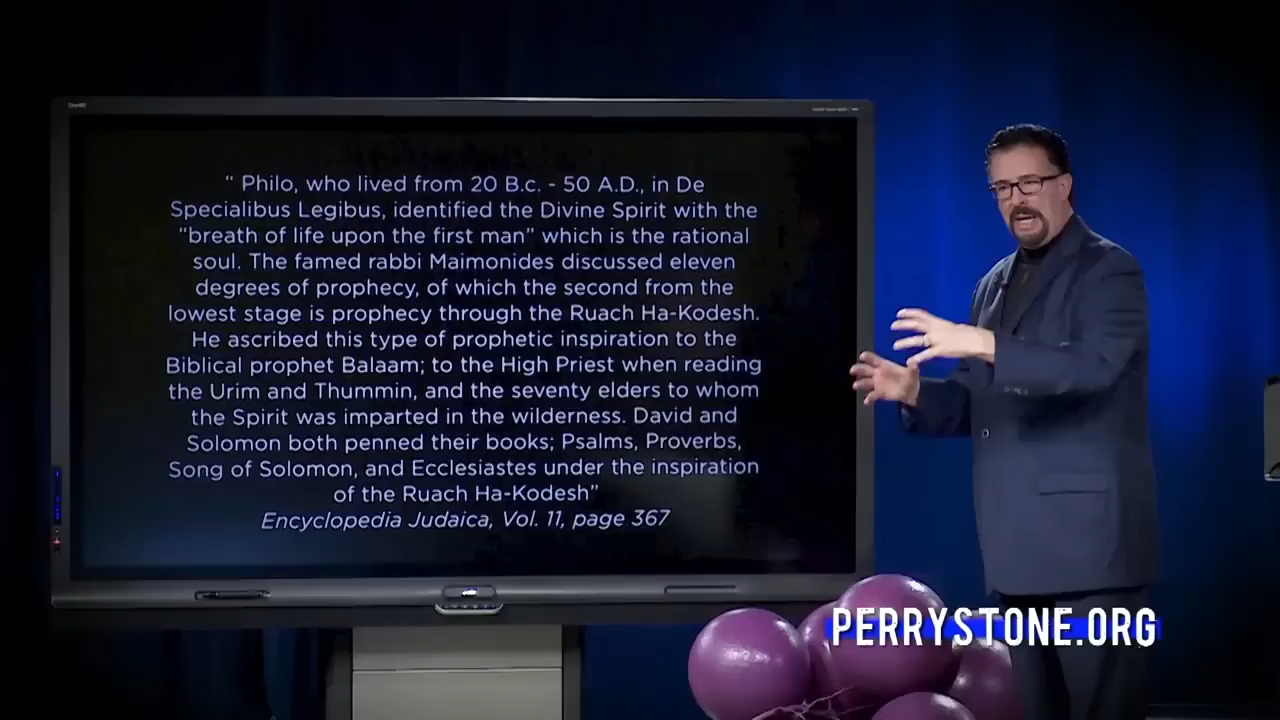 “ Philo, who lived from 20 B.c. - 50 A.D., in De
Specialibus Legibus, identified the Divine Spirit with the
“breath of life upon the first man” which is the rational
soul. The famed rabbi Maimonides discussed eleven
degrees of prophecy, of which the second from the
lowest stage is prophecy through the Ruach Ha-Kodesh.
He ascribed this type of prophetic inspiration to the
Biblical prophet Balaam; to the High Priest when reading
the Urim and Thummin, and the seventy elders to whom
the Spirit was imparted in the wilderness. David and
Solomon both penned their books; Psalms, Proverbs,
Song of Solomon, and Ecclesiastes under the inspiration
of the Ruach Ha-Kodesh”
Encyclopedia Judaica, Vol. 11, page 367
PERRYSTONE.ORG